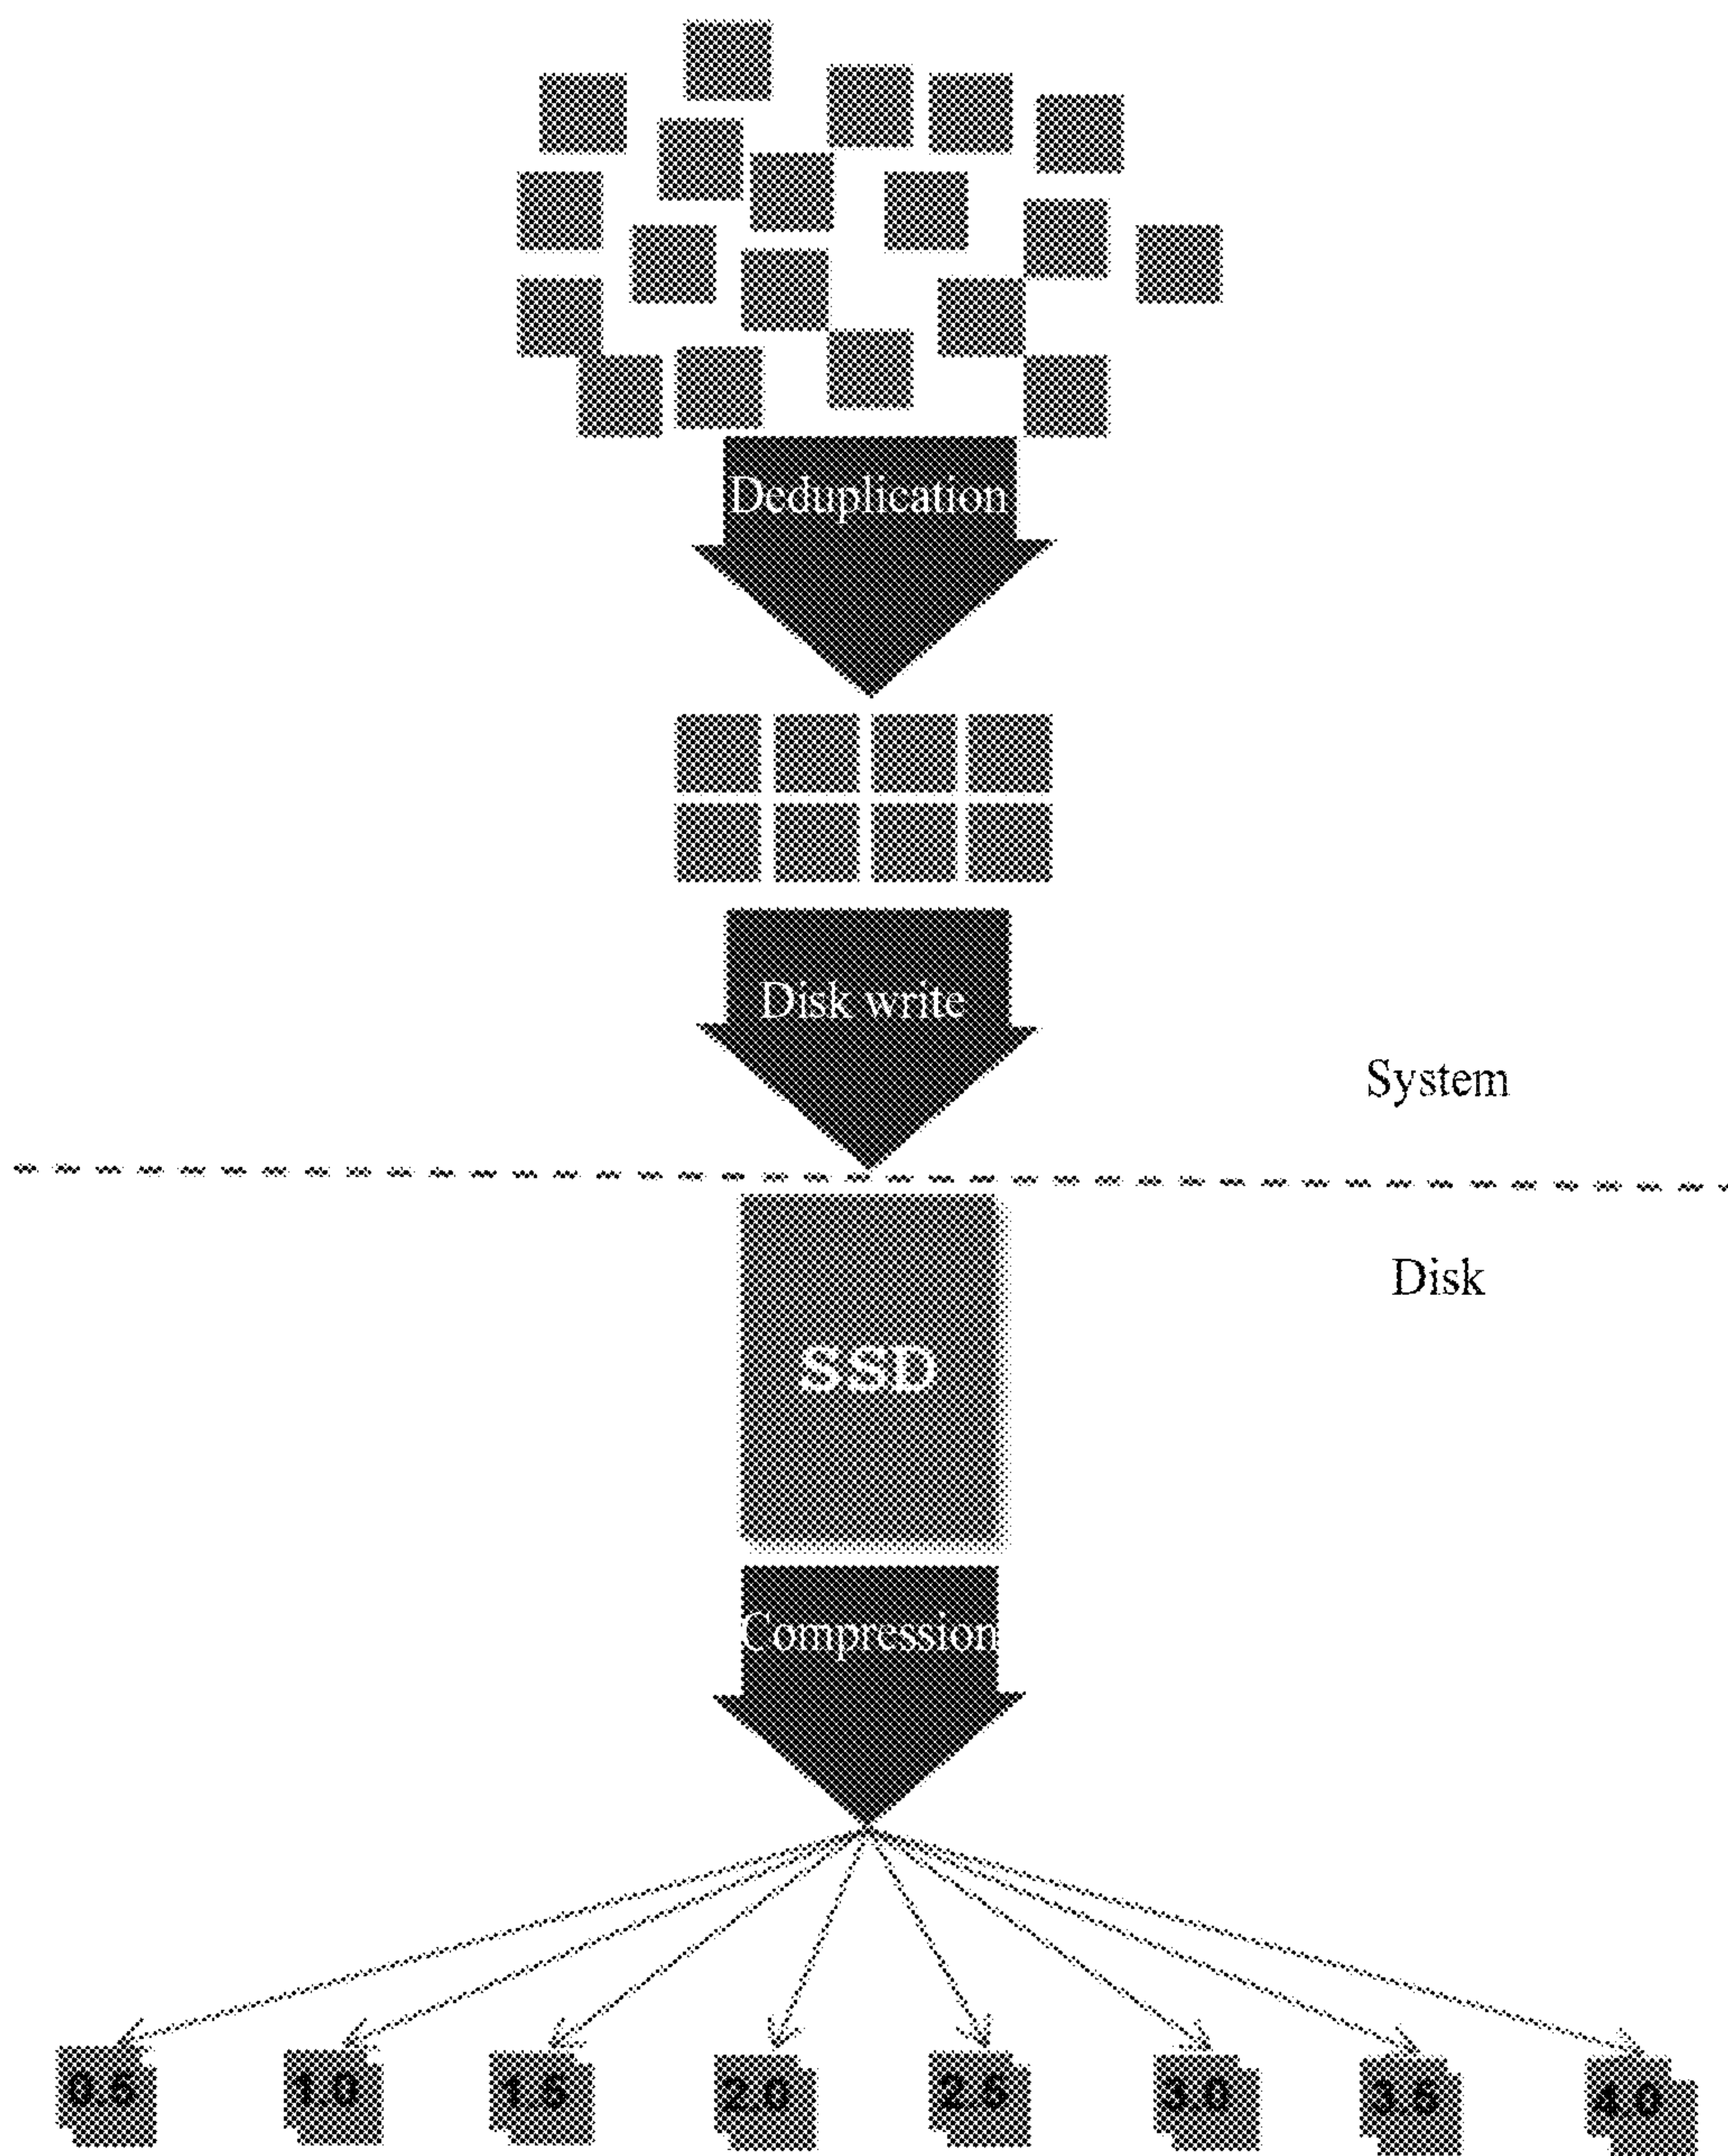 Deduplication
Disk write
System
Disk
SSD
Compression
0.5 1.0 1.5 2.0 2.5 3.0 3.5 4.0